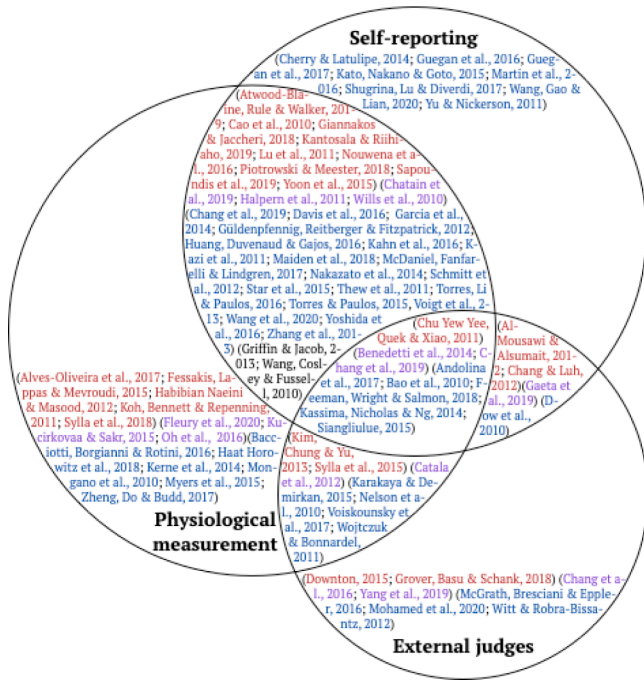 Self-reporting
(Cherry & Latulipe, 2014; Guegan et al., 2016; Gueg-
an et al., 2017; Kato, Nakano & Goto, 2015; Martin et al., 2-
016; Shugrina, Lu & Diverdi, 2017; Wang, Gao &
Lian, 2020; Yu & Nickerson, 2011)
(Atwood-Bla-
ine, Rule & Walker, 201-
9; Cao et al., 2010; Giannakos
& Jaccheri, 2018; Kantosala & Riihi-
aho, 2019; Lu et al., 2011; Nouwena et a-
l., 2016; Piotrowski & Meester, 2018; Sapou-
ndis et al., 2019; Yoon et al., 2015) (Chatain et
al., 2019; Halpern et al., 2011; Wills et al., 2010)
(Chang et al., 2019; Davis et al., 2016; Garcia et al.,
2014; Güldenpfennig, Reitberger & Fitzpatrick, 2012;
Huang, Duvenaud & Gajos, 2016; Kahn et al., 2016; K-
azi et al., 2011; Maiden et al., 2018; McDaniel, Fanfar-
elli & Lindgren, 2017; Nakazato et al., 2014; Schmitt et
al., 2012; Star et al., 2015; Thew et al., 2011; Torres, Li
& Paulos, 2016; Torres & Paulos, 2015, Voigt et al., 2-
13; Wang et al., 2020; Yoshida et
al., 2016; Zhang et al., 201-
3) (Griffin & Jacob, 2-
013; Wang, Cosl-
ey & Fussel-
l, 2010)
(Chu Yew Yee,
Quek & Xiao, 2011)
(Benedetti et al., 2014; C-
hang et al., 2019) (Andolina
et al., 2017; Bao et al., 2010; F-
eeman, Wright & Salmon, 2018;
Kassima, Nicholas & Ng, 2014;
Siangliulue, 2015)
(Al-
Mousawi &
Alsumait, 201-
2; Chang & Luh,
2012)(Gaeta et
al., 2019) (D-
ow et al.,
2010)
(Alves-Oliveira et al., 2017; Fessakis, La-
ppas & Mevroudi, 2015; Habibian Naeini
& Masood, 2012; Koh, Bennett & Repenning,
2011; Sylla et al., 2018) (Fleury et al., 2020; Ku-
cirkovaa & Sakr, 2015; Oh et al., 2016)(Bacc-
iotti, Borgianni & Rotini, 2016; Haat Horo-
witz et al., 2018; Kerne et al., 2014; Mon-
gano et al., 2010; Myers et al., 2015;
Zheng, Do & Budd, 2017)
Physiological
measurement
(Kim,
Chung & Yu,
2013; Sylla et al., 2015) (Catala
et al., 2012) (Karakaya & De-
mirkan, 2015; Nelson et a-
l., 2010; Voiskounsky et
al., 2017; Wojtczuk
& Bonnardel,
2011)
(Downton, 2015; Grover, Basu & Schank, 2018) (Chang et a-
l., 2016; Yang et al., 2019) (McGrath, Bresciani & Epple-
r, 2016; Mohamed et al., 2020; Witt & Robra-Bissa-
ntz, 2012)
External judges